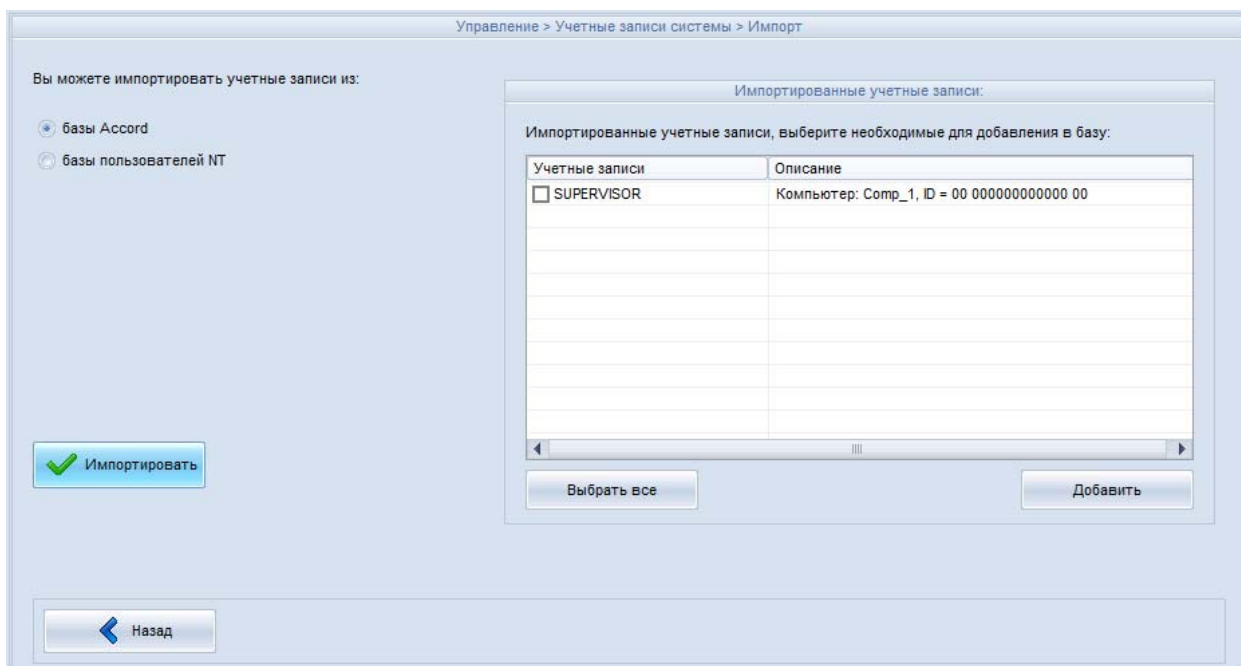 Управление > Учетные записи системы > Импорт
Вы можете импортировать учетные записи из:
базы Accord
базы пользователей NT
Импортировать
Импортированные учетные записи:
Импортированные учетные записи, выберите необходимые для добавления в базу:
Учетные записи Описание
SUPERVISOR Компьютер: Comp_1, ID = 00 000000000000 00
Выбрать все Добавить
Назад